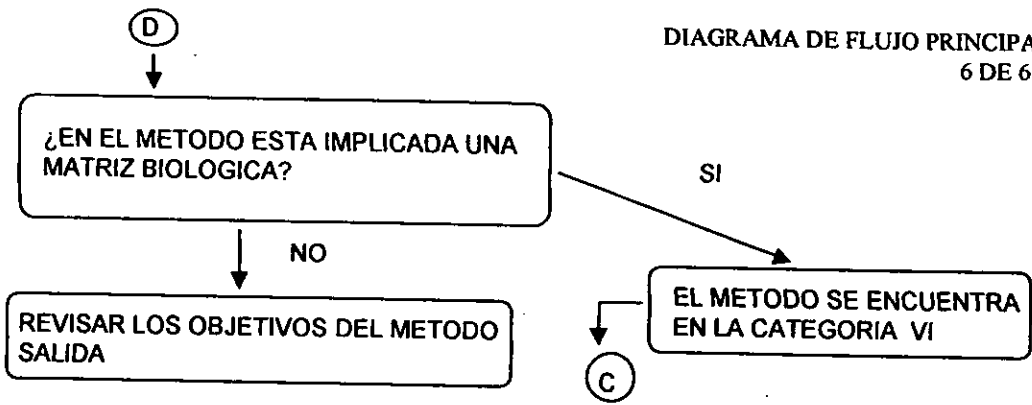 D
DIAGRAMA DE FLUJO PRINCIPA
6 DE 6
¿EN EL METODO ESTA IMPLICADA UNA
MATRIZ BIOLOGICA?
SI
NO
REVISAR LOS OBJETIVOS DEL METODO
SALIDA
EL METODO SE ENCUENTRA
EN LA CATEGORIA VI
C